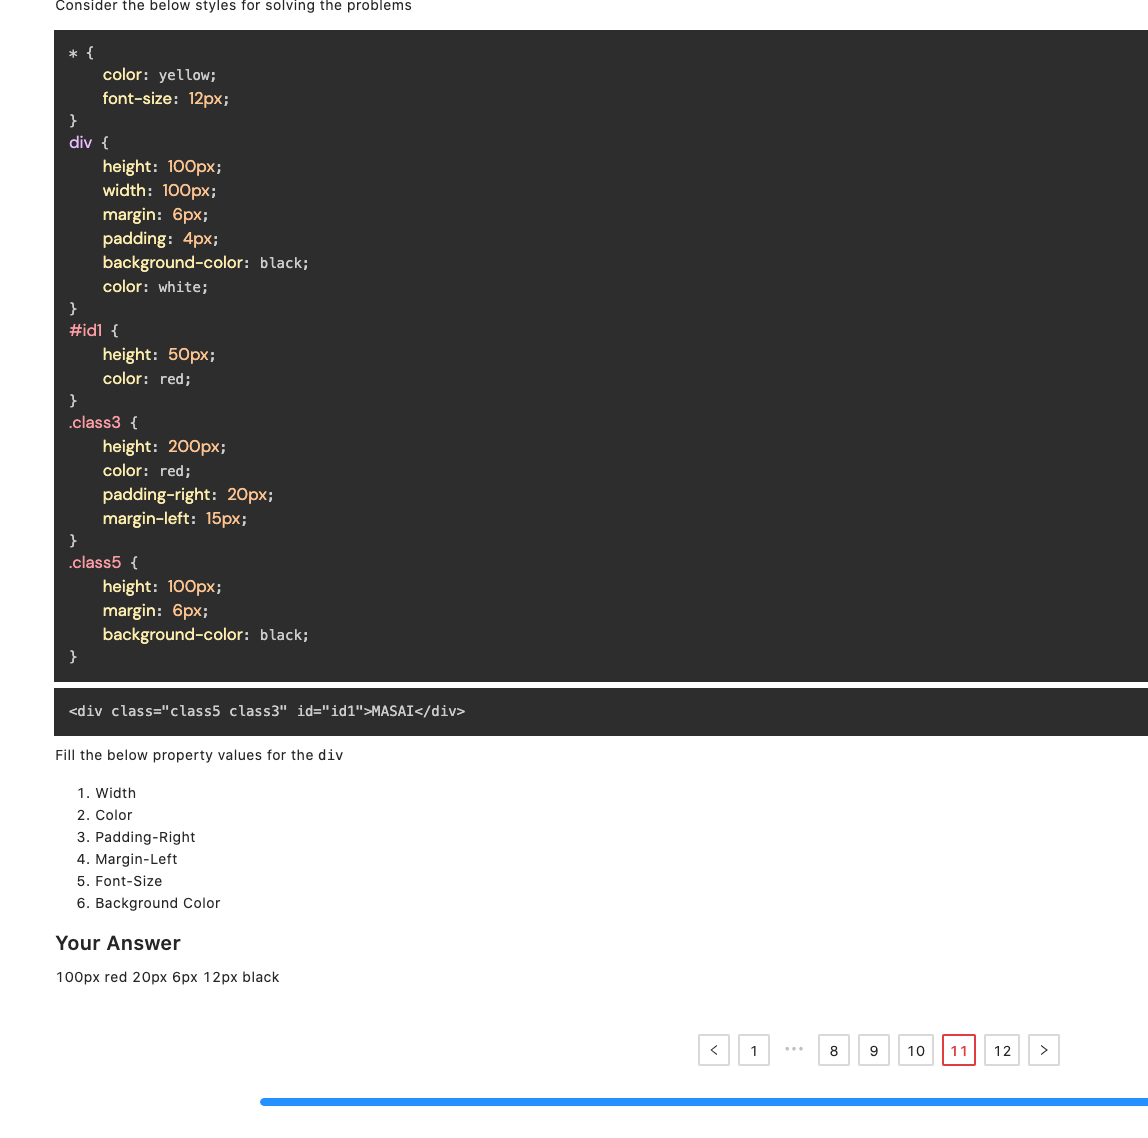 Consider the below styles for solving the problems
* {
    color: yellow;
    font-size: 12px;
}
div {
    height: 100px;
    width: 100px;
    margin: 6px;
    padding: 4px;
    background-color: black;
    color: white;
}
#id1 {
    height: 50px;
    color: red;
}
.class3 {
    height: 200px;
    color: red;
    padding-right: 20px;
    margin-left: 15px;
}
.class5 {
    height: 100px;
    margin: 6px;
    background-color: black;
}
<div class="class5 class3" id="id1">MASAI</div>
Fill the below property values for the div
1. Width
2. Color
3. Padding-Right
4. Margin-Left
5. Font-Size
6. Background Color
Your Answer
100px red 20px 6px 12px black
< 1 ••• 8 9 10 11 12 >